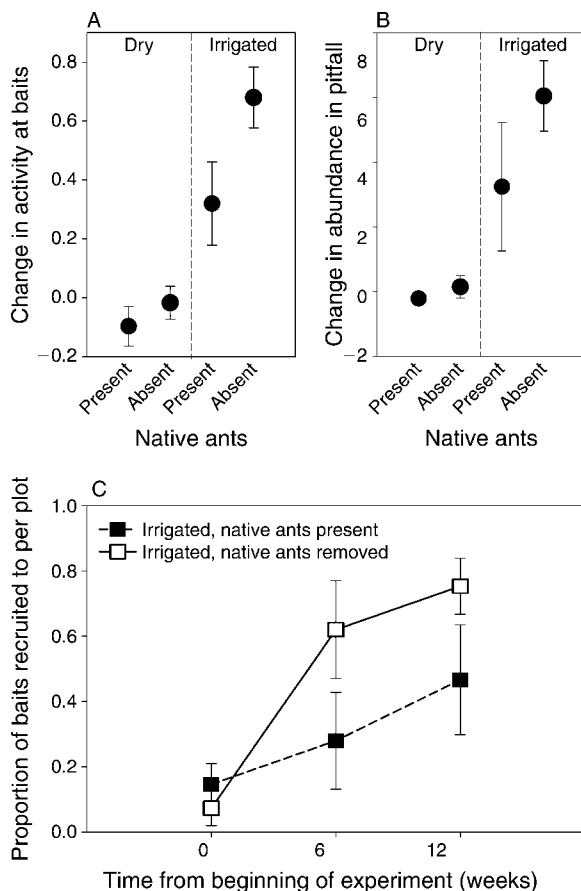 A
Dry
Irrigated
Change in activity at baits
0.8
0.6
0.4
0.2
0.0
−0.2
Present
Absent
Present
Absent
Native ants
B
Dry
Irrigated
Change in abundance in pitfall
8
6
4
2
0
−2
Present
Absent
Present
Absent
Native ants
C
Irrigated, native ants present
Irrigated, native ants removed
Proportion of baits recruited to per plot
1.0
0.8
0.6
0.4
0.2
0.0
0
6
12
Time from beginning of experiment (weeks)